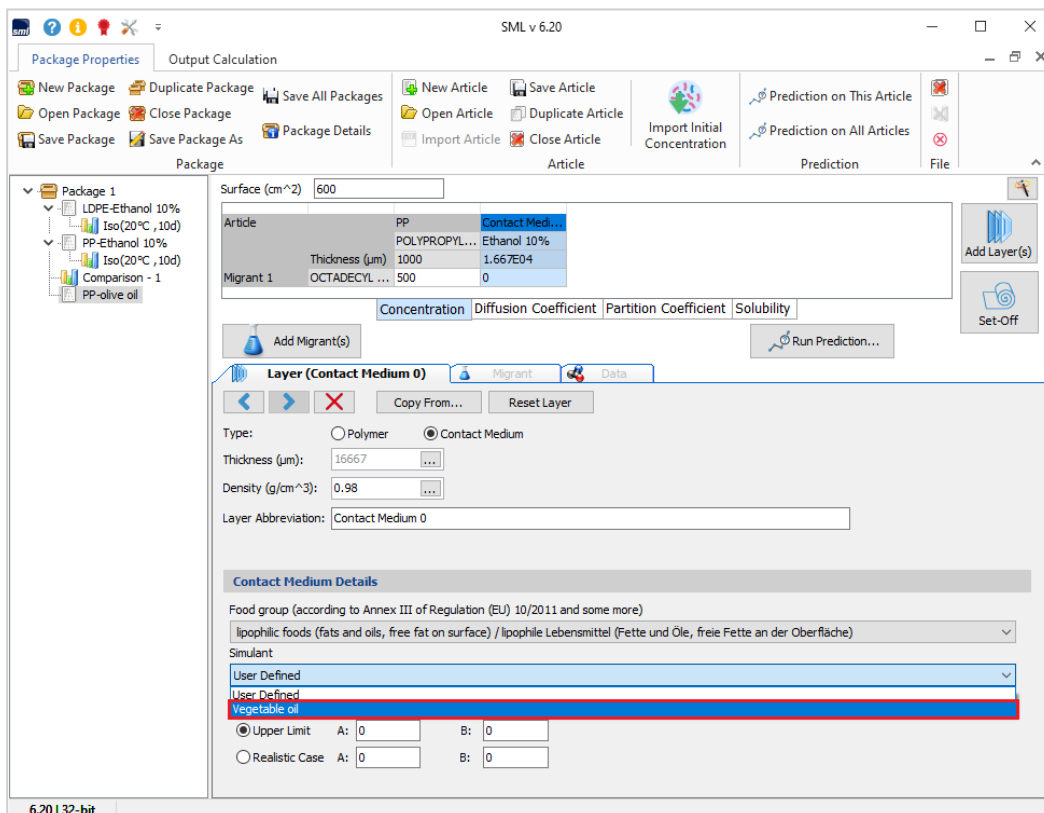 sml
SML v 6.20
Package Properties Output Calculation
New Package Duplicate Package Save All Packages New Article Save Article
Open Package Close Package Open Article Duplicate Article Import Initial Concentration Prediction on This Article
Save Package Save Package As Package Details Import Article Close Article Prediction on All Articles
Package Article Prediction File
Package 1
LDPE-Ethanol 10%
Iso(20°C ,10d)
PP-Ethanol 10%
Iso(20°C ,10d)
Comparison - 1
PP-olive oil
Surface (cm^2) 600
Article PP Contact Medi...
POLYPROPYL... Ethanol 10%
Thickness (µm) 1000 1.667E04
Migrant 1 OCTADECYL ... 500 0
Add Layer(s)
Set-Off
Concentration Diffusion Coefficient Partition Coefficient Solubility
Add Migrant(s) Run Prediction...
Layer (Contact Medium 0) Migrant Data
Copy From... Reset Layer
Type: Polymer Contact Medium
Thickness (µm): 16667 ...
Density (g/cm^3): 0.98 ...
Layer Abbreviation: Contact Medium 0
Contact Medium Details
Food group (according to Annex III of Regulation (EU) 10/2011 and some more)
lipophilic foods (fats and oils, free fat on surface) / lipophile Lebensmittel (Fette und Öle, freie Fette an der Oberfläche)
Simulant
User Defined
User Defined
Vegetable oil
Upper Limit A: 0 B: 0
Realistic Case A: 0 B: 0
6.20 | 32-bit